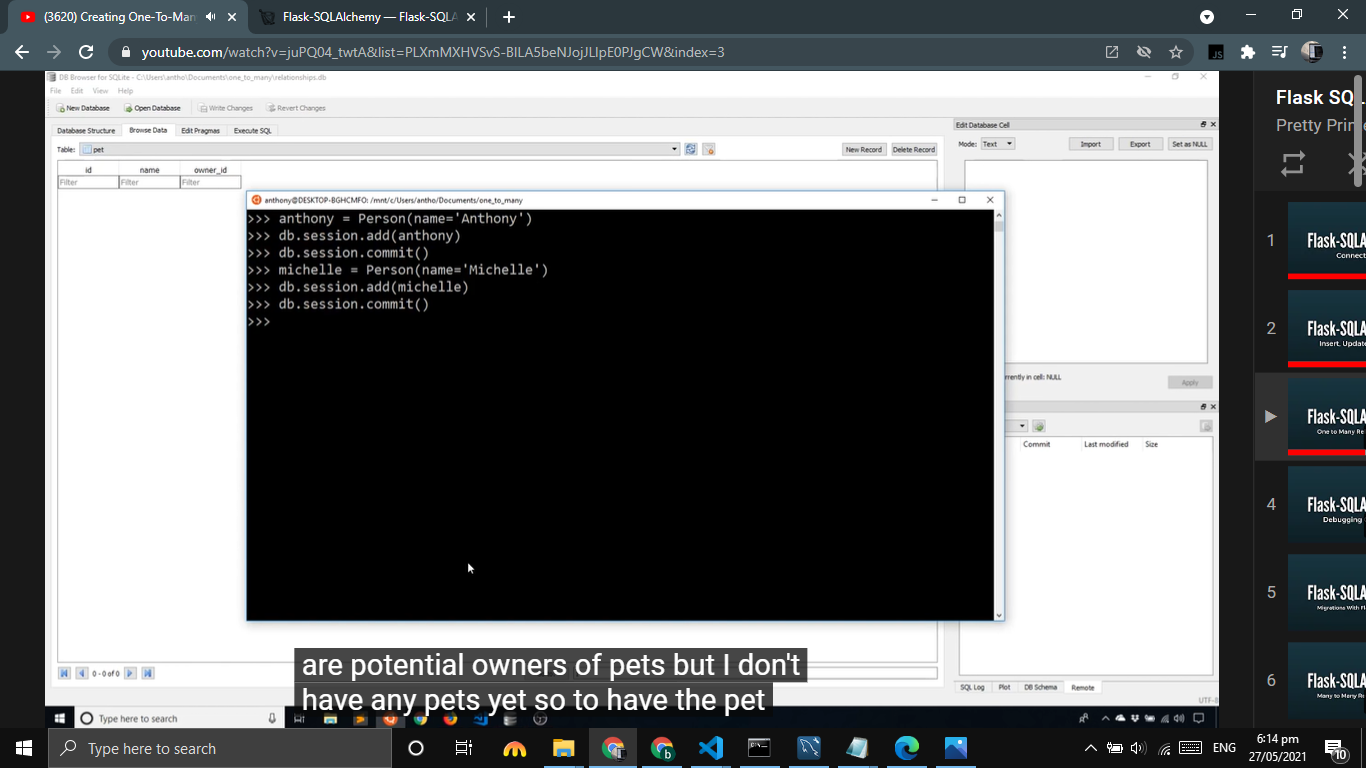 (3620) Creating One-To-Man
Flask-SQLAlchemy — Flask-SQLA
youtube.com/watch?v=juPQ04_twtA&list=PLXmMXHVSvS-BlLA5beNJojJLlpE0PJgCW&index=3
DB Browser for SQLite - C:\Users\antho\Documents\one_to_many\relationships.db
File Edit View Help
New Database Open Database Write Changes Revert Changes
Database Structure Browse Data Edit Pragmas Execute SQL
Table: pet
New Record Delete Record
id name owner_id
Filter Filter Filter
Edit Database Cell
Mode: Text Import Export Set as NULL
anthony@DESKTOP-BGHCMFO: /mnt/c/Users/antho/Documents/one_to_many
>>> anthony = Person(name='Anthony')
>>> db.session.add(anthony)
>>> db.session.commit()
>>> michelle = Person(name='Michelle')
>>> db.session.add(michelle)
>>> db.session.commit()
>>>
rrently in cell: NULL
Apply
Commit Last modified Size
0 - 0 of 0
SQL Log Plot DB Schema Remote
UTF-8
are potential owners of pets but I don't
have any pets yet so to have the pet
Type here to search
Flask SQL
Pretty Prin
1
Flask-SQLA
Connect
2
Flask-SQLA
Insert, Update
Flask-SQLA
One to Many Re
4
Flask-SQLA
Debugging
5
Flask-SQLA
Migrations With Fl
6
Flask-SQLA
Many to Many Re
Type here to search
ENG
6:14 pm
27/05/2021
10